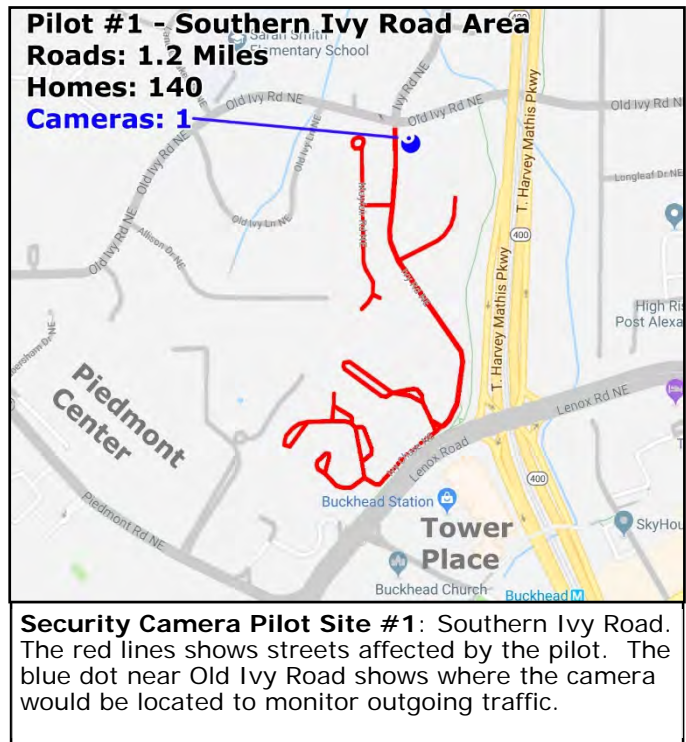 Pilot #1 - Southern Ivy Road Area
Roads: 1.2 Miles
Homes: 140
Cameras: 1
400
Sarah Smith
Elementary School
Old Ivy Rd NE
Ivy Rd NE
Old Ivy Rd NE
Old Ivy Rd N
T. Harvey Mathis Pkwy
Old Ivy Rd NE
Old Ivy Ln NE
Longleaf Dr NE
Old Ivy Rd NE
Allison Dr NE
400
Ivy Rd NE
High Ris
Post Alexa
T. Harvey Mathis Pkwy
Piedmont
Center
Lenox Rd NE
Lenox Road
400
Piedmont Rd NE
Buckhead Station
Tower
Place
SkyHou
Buckhead Church
Buckhead M
Security Camera Pilot Site #1: Southern Ivy Road.
The red lines shows streets affected by the pilot. The
blue dot near Old Ivy Road shows where the camera
would be located to monitor outgoing traffic.